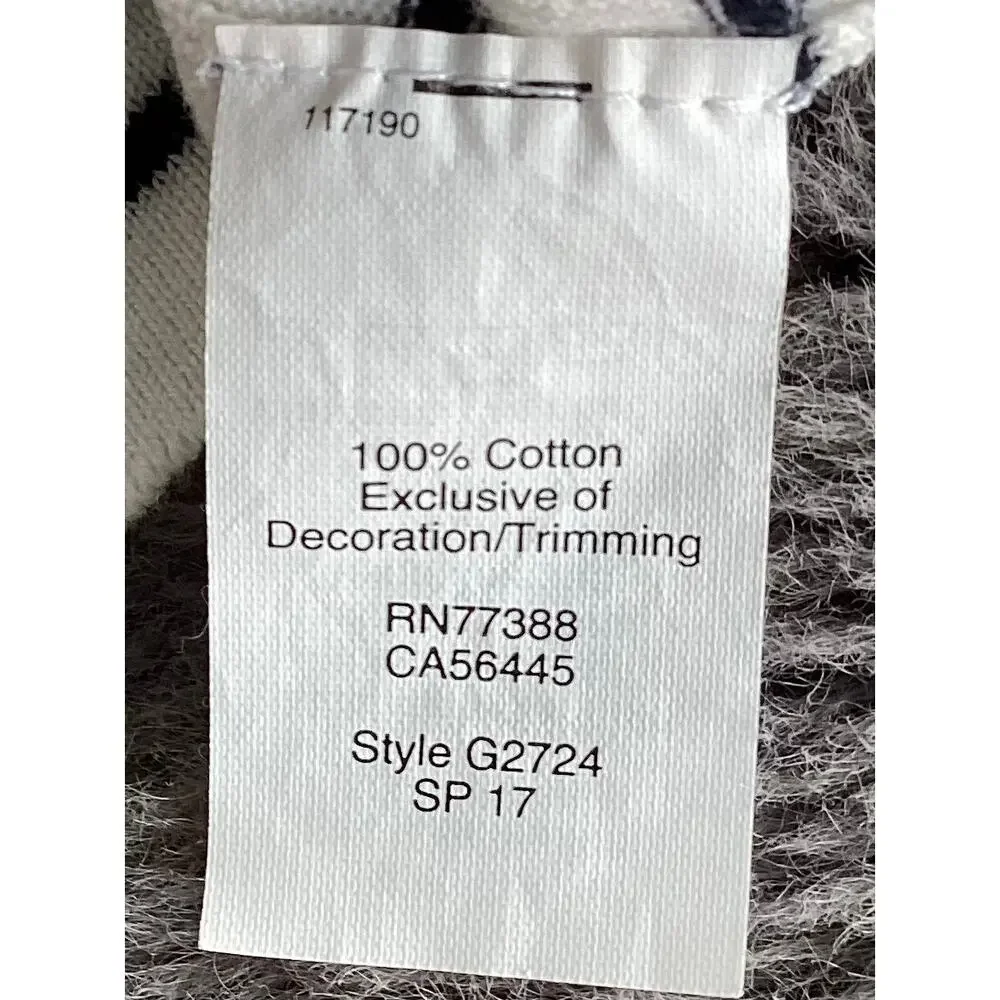 117190
100% Cotton
Exclusive of
Decoration/Trimming
RN77388
CA56445
Style G2724
SP 17